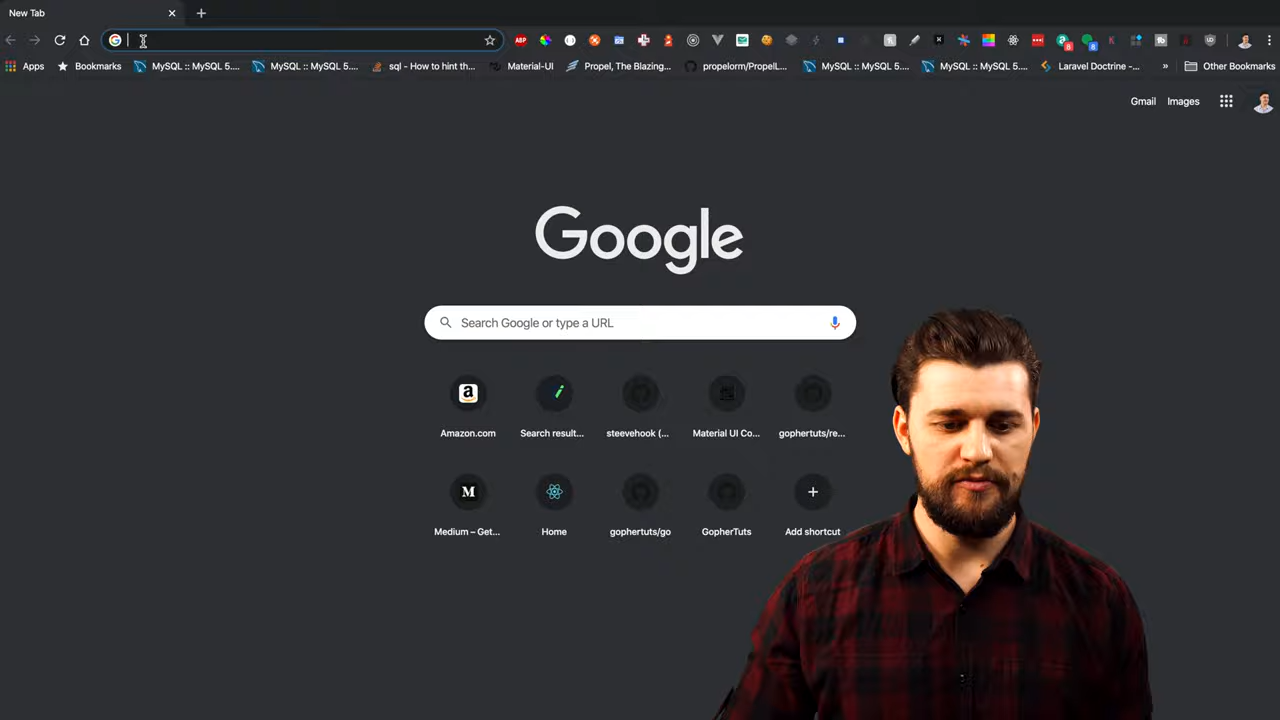 New Tab
ABP
8
8
Apps
Bookmarks
MySQL :: MySQL 5....
MySQL :: MySQL 5....
sql - How to hint th...
Material-UI
Propel, The Blazing...
propelorm/PropelL...
MySQL :: MySQL 5....
MySQL :: MySQL 5....
Laravel Doctrine -...
»
Other Bookmarks
Gmail
Images
Google
Search Google or type a URL
Amazon.com
Search result...
steevehook (...
Material UI Co...
gophertuts/re...
Medium – Get...
Home
gophertuts/go
GopherTuts
Add shortcut